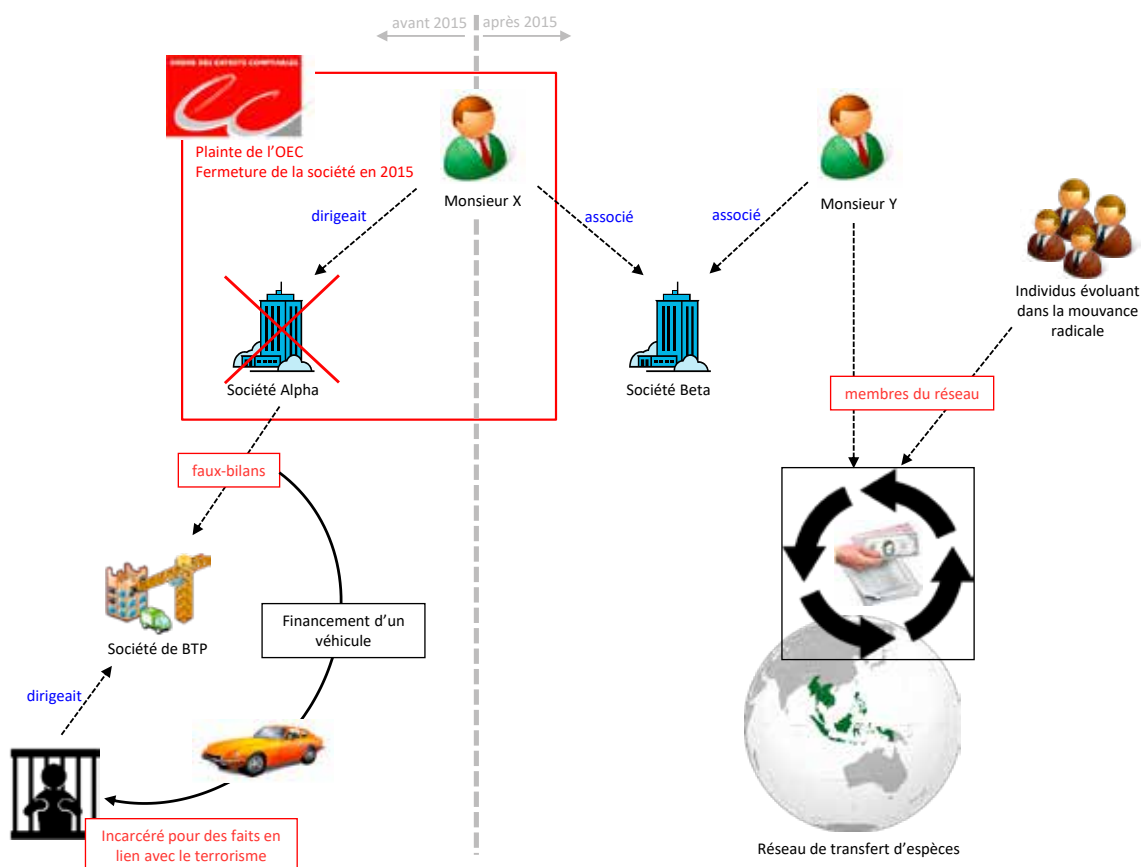 avant 2015
après 2015
ORDRE DES EXPERTS COMPTABLES
Plainte de l'OEC
Fermeture de la société en 2015
Monsieur X
Monsieur Y
dirigeait
associé
associé
Individus évoluant
dans la mouvance
radicale
Société Alpha
Société Beta
membres du réseau
faux-bilans
Société de BTP
Financement d'un
véhicule
dirigeait
Incarcéré pour des faits en
lien avec le terrorisme
Réseau de transfert d'espèces